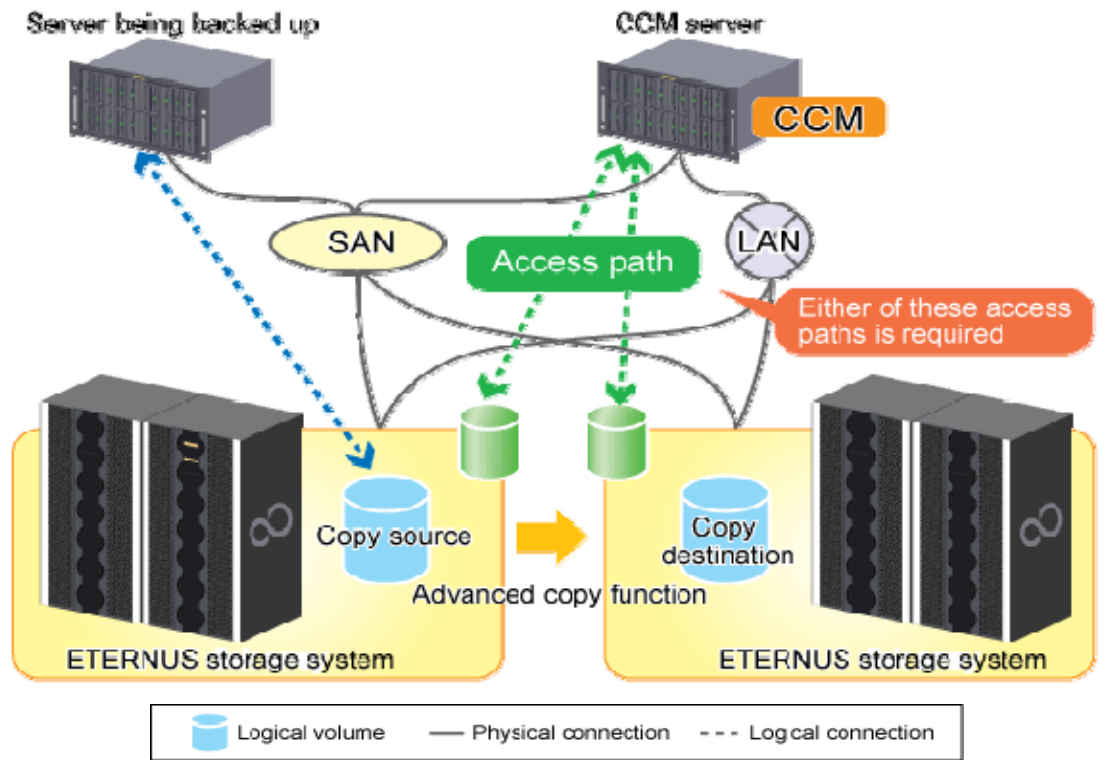 Server being backed up
CCM server
CCM
SAN
LAN
Access path
Either of these access
paths is required
Copy source
Copy
destination
Advanced copy function
ETERNUS storage system
ETERNUS storage system
Logical volume
Physical connection
Logical connection